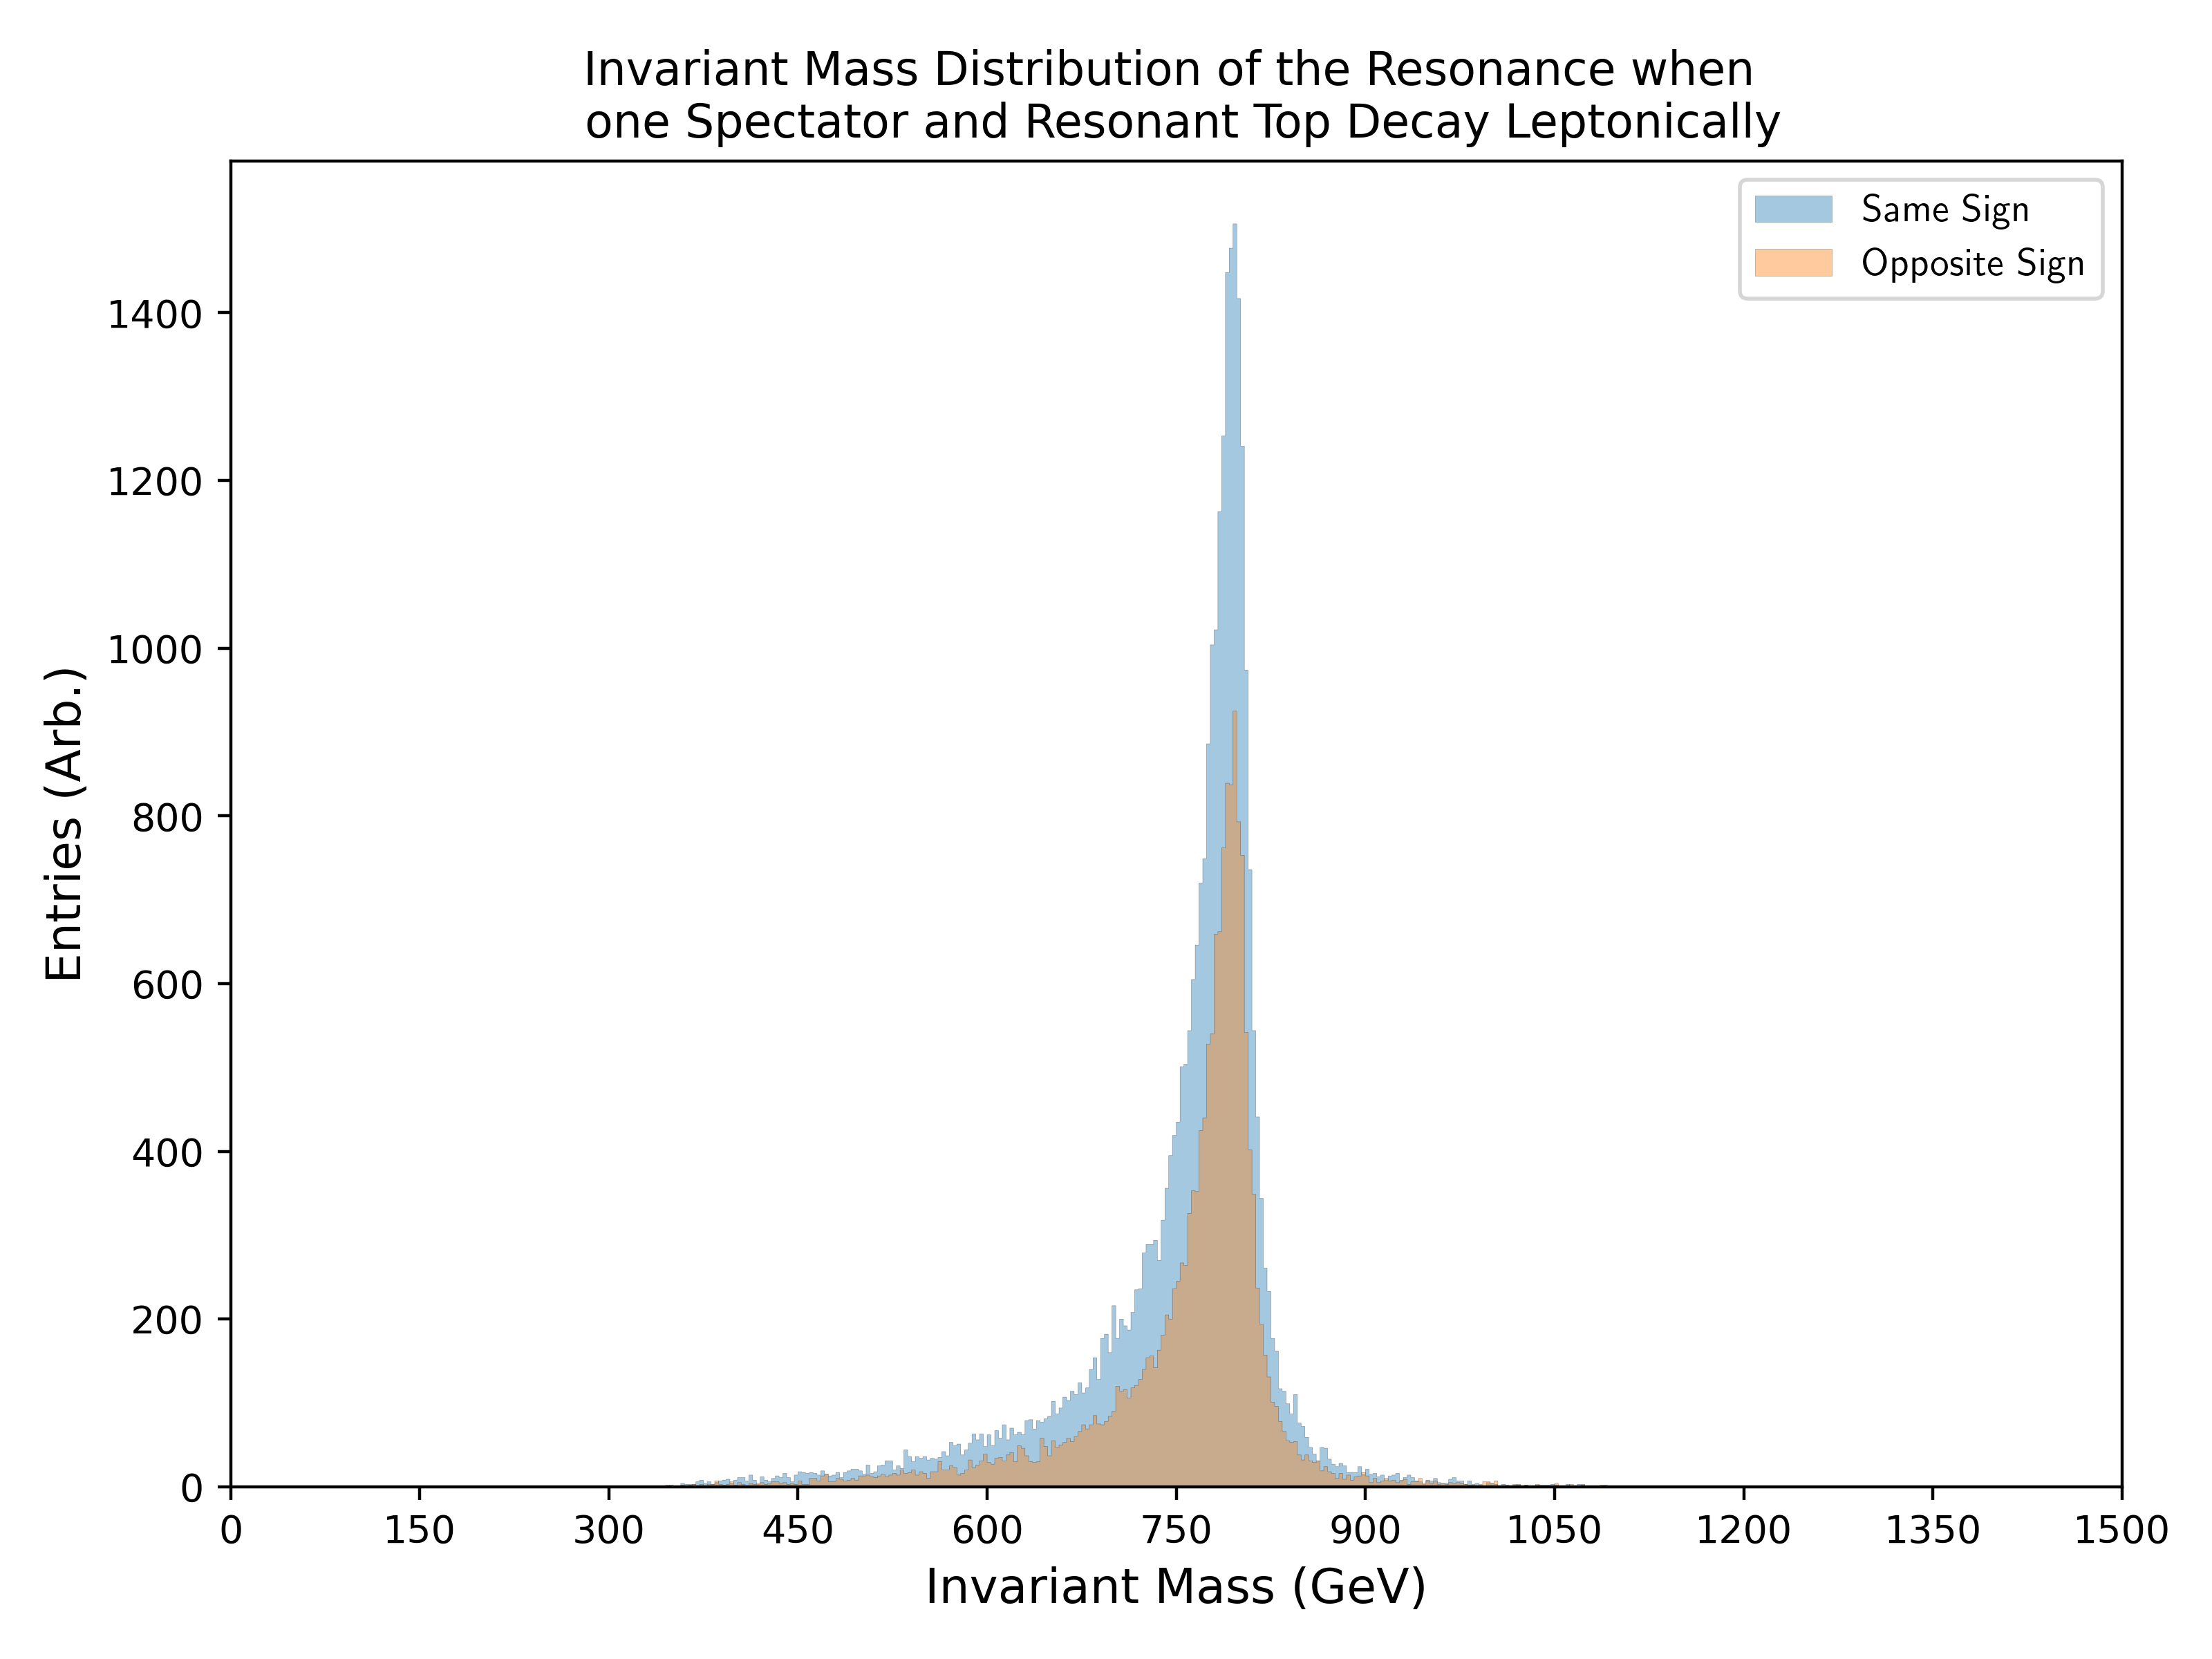 Invariant Mass Distribution of the Resonance when
one Spectator and Resonant Top Decay Leptonically
Same Sign
Opposite Sign
Entries (Arb.)
1400
1200
1000
800
600
400
200
0
0 150 300 450 600 750 900 1050 1200 1350 1500
Invariant Mass (GeV)